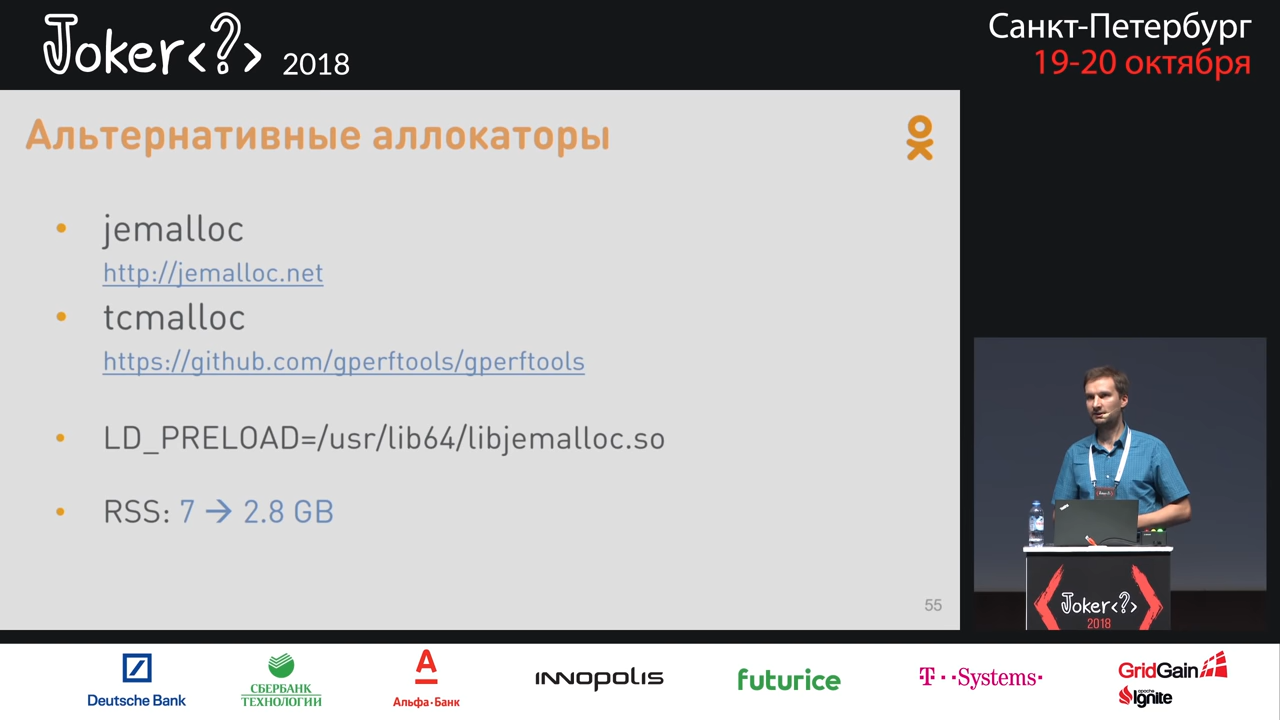 Joker<?> 2018
Санкт-Петербург
19-20 октября
Альтернативные аллокаторы
• jemalloc
http://jemalloc.net
• tcmalloc
https://github.com/gperftools/gperftools
• LD_PRELOAD=/usr/lib64/libjemalloc.so
• RSS: 7 → 2.8 GB
55
Joker<?>
2018
Deutsche Bank
СБЕРБАНК
ТЕХНОЛОГИИ
Альфа·Банк
INNOPOLIS
futurice
T··Systems·
GridGain
APACHE
Ignite